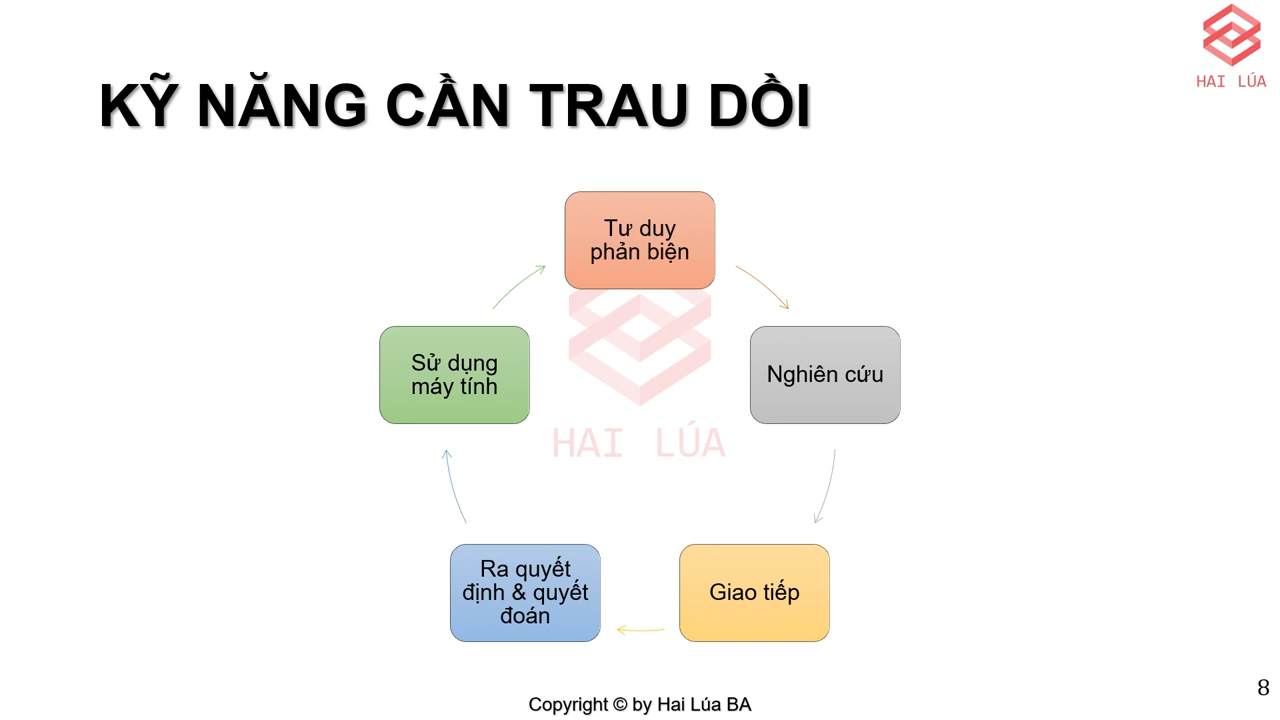 HAI LÚA
KỸ NĂNG CẦN TRAU DỒI
Tư duy
phản biện
Sử dụng
máy tính
Nghiên cứu
HAI LÚA
Ra quyết
định & quyết
đoán
Giao tiếp
Copyright © by Hai Lúa BA
8